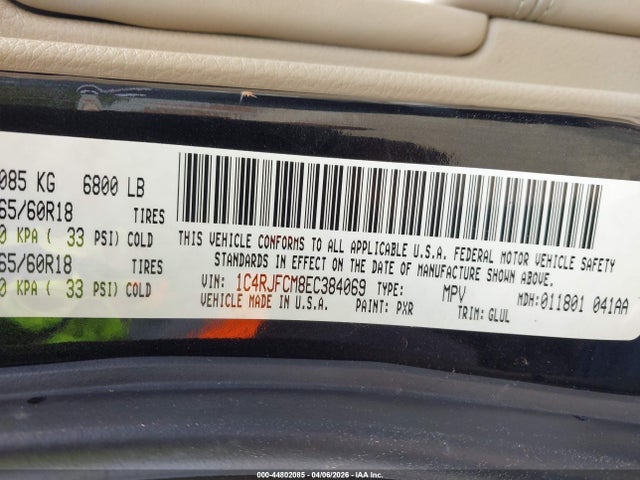 085 KG 6800 LB
65/60R18 TIRES
0 KPA ( 33 PSI) COLD
65/60R18 TIRES
0 KPA ( 33 PSI) COLD
THIS VEHICLE CONFORMS TO ALL APPLICABLE U.S.A. FEDERAL MOTOR VEHICLE SAFETY
STANDARDS IN EFFECT ON THE DATE OF MANUFACTURE SHOWN ABOVE.
VIN: 1C4RJFCM8EC384069 TYPE: MPV MDH:011801 041AA
VEHICLE MADE IN U.S.A. PAINT: PXR TRIM: GLUL
000-44802085 - 04/06/2026 - IAA Inc.